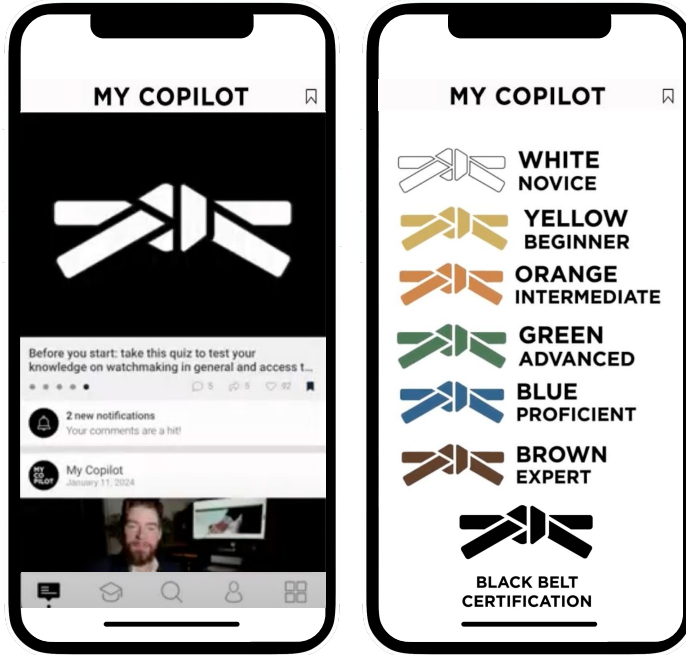 MY COPILOT
Before you start: take this quiz to test your
knowledge on watchmaking in general and access t...
5
5
92
2 new notifications
Your comments are a hit!
MY
CO
PILOT
My Copilot
January 11, 2024
MY COPILOT
WHITE
NOVICE
YELLOW
BEGINNER
ORANGE
INTERMEDIATE
GREEN
ADVANCED
BLUE
PROFICIENT
BROWN
EXPERT
BLACK BELT
CERTIFICATION